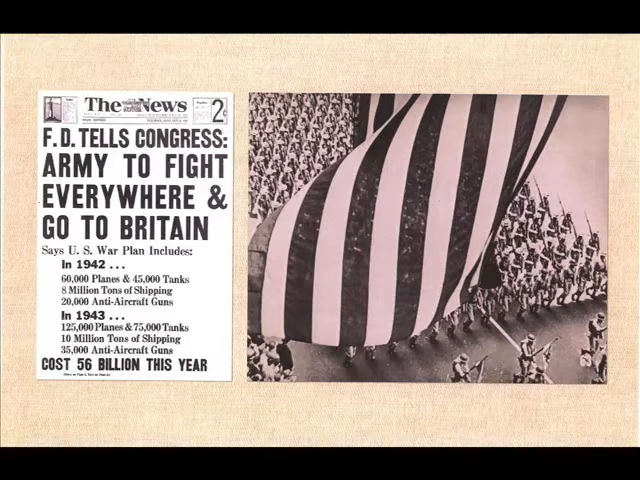 The News
2¢
F.D. TELLS CONGRESS:
ARMY TO FIGHT
EVERYWHERE &
GO TO BRITAIN
Says U. S. War Plan Includes:
In 1942 ...
60,000 Planes & 45,000 Tanks
8 Million Tons of Shipping
20,000 Anti-Aircraft Guns
In 1943 ...
125,000 Planes & 75,000 Tanks
10 Million Tons of Shipping
35,000 Anti-Aircraft Guns
COST 56 BILLION THIS YEAR